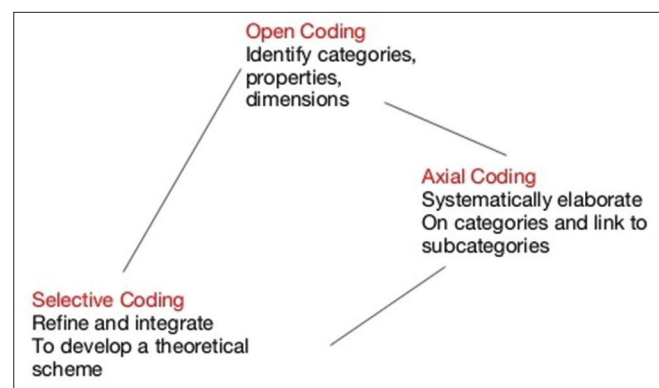 Open Coding
Identify categories,
properties,
dimensions
Axial Coding
Systematically elaborate
On categories and link to
subcategories
Selective Coding
Refine and integrate
To develop a theoretical
scheme